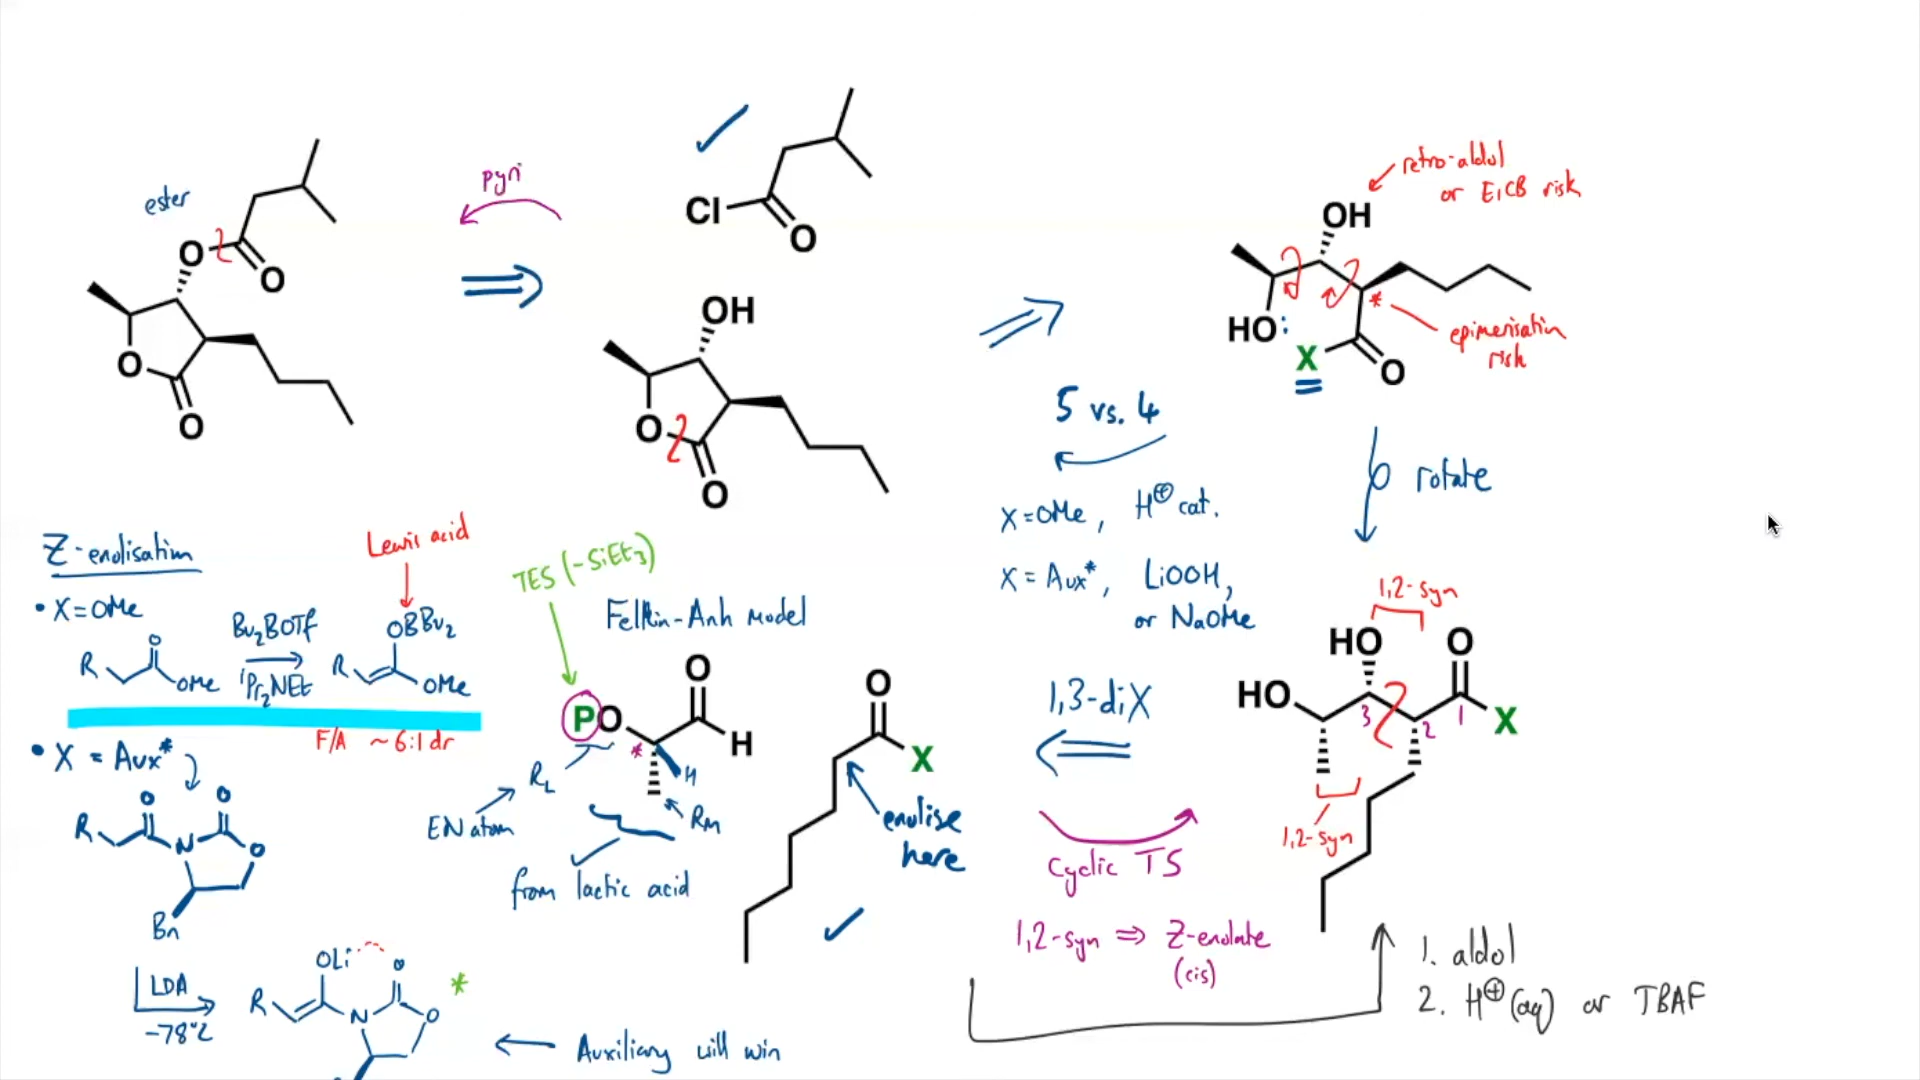 ester
O
O
O
O
pyri
Cl
O
OH
O
O
retro-aldol
or E1CB risk
OH
HO:
X
O
*
epimerisation
risk
5 vs. 4
X=OMe, H⊕ cat.
X = Aux*, LiOOH,
or NaOMe
rotate
Z-enolisation
• X=OMe
R
O
OMe
Bu₂BOTf
ⁱPr₂NEt
Lewis acid
OBBu₂
R
OMe
F/A ~6:1 dr
• X = Aux*
R
O
O
N
O
Bn
LDA
-78°C
OLi
O
R
N
O
*
Auxiliary will win
TES (-SiEt₃)
Felkin-Anh model
PO
O
H
*
H
R_L
R_M
EN atom
from lactic acid
O
X
enolise
here
1,3-diX
Cyclic TS
1,2-syn ⇒ Z-enolate
(cis)
1,2-syn
HO
O
HO
3
2
1
X
1,2-syn
1. aldol
2. H⊕(aq) or TBAF